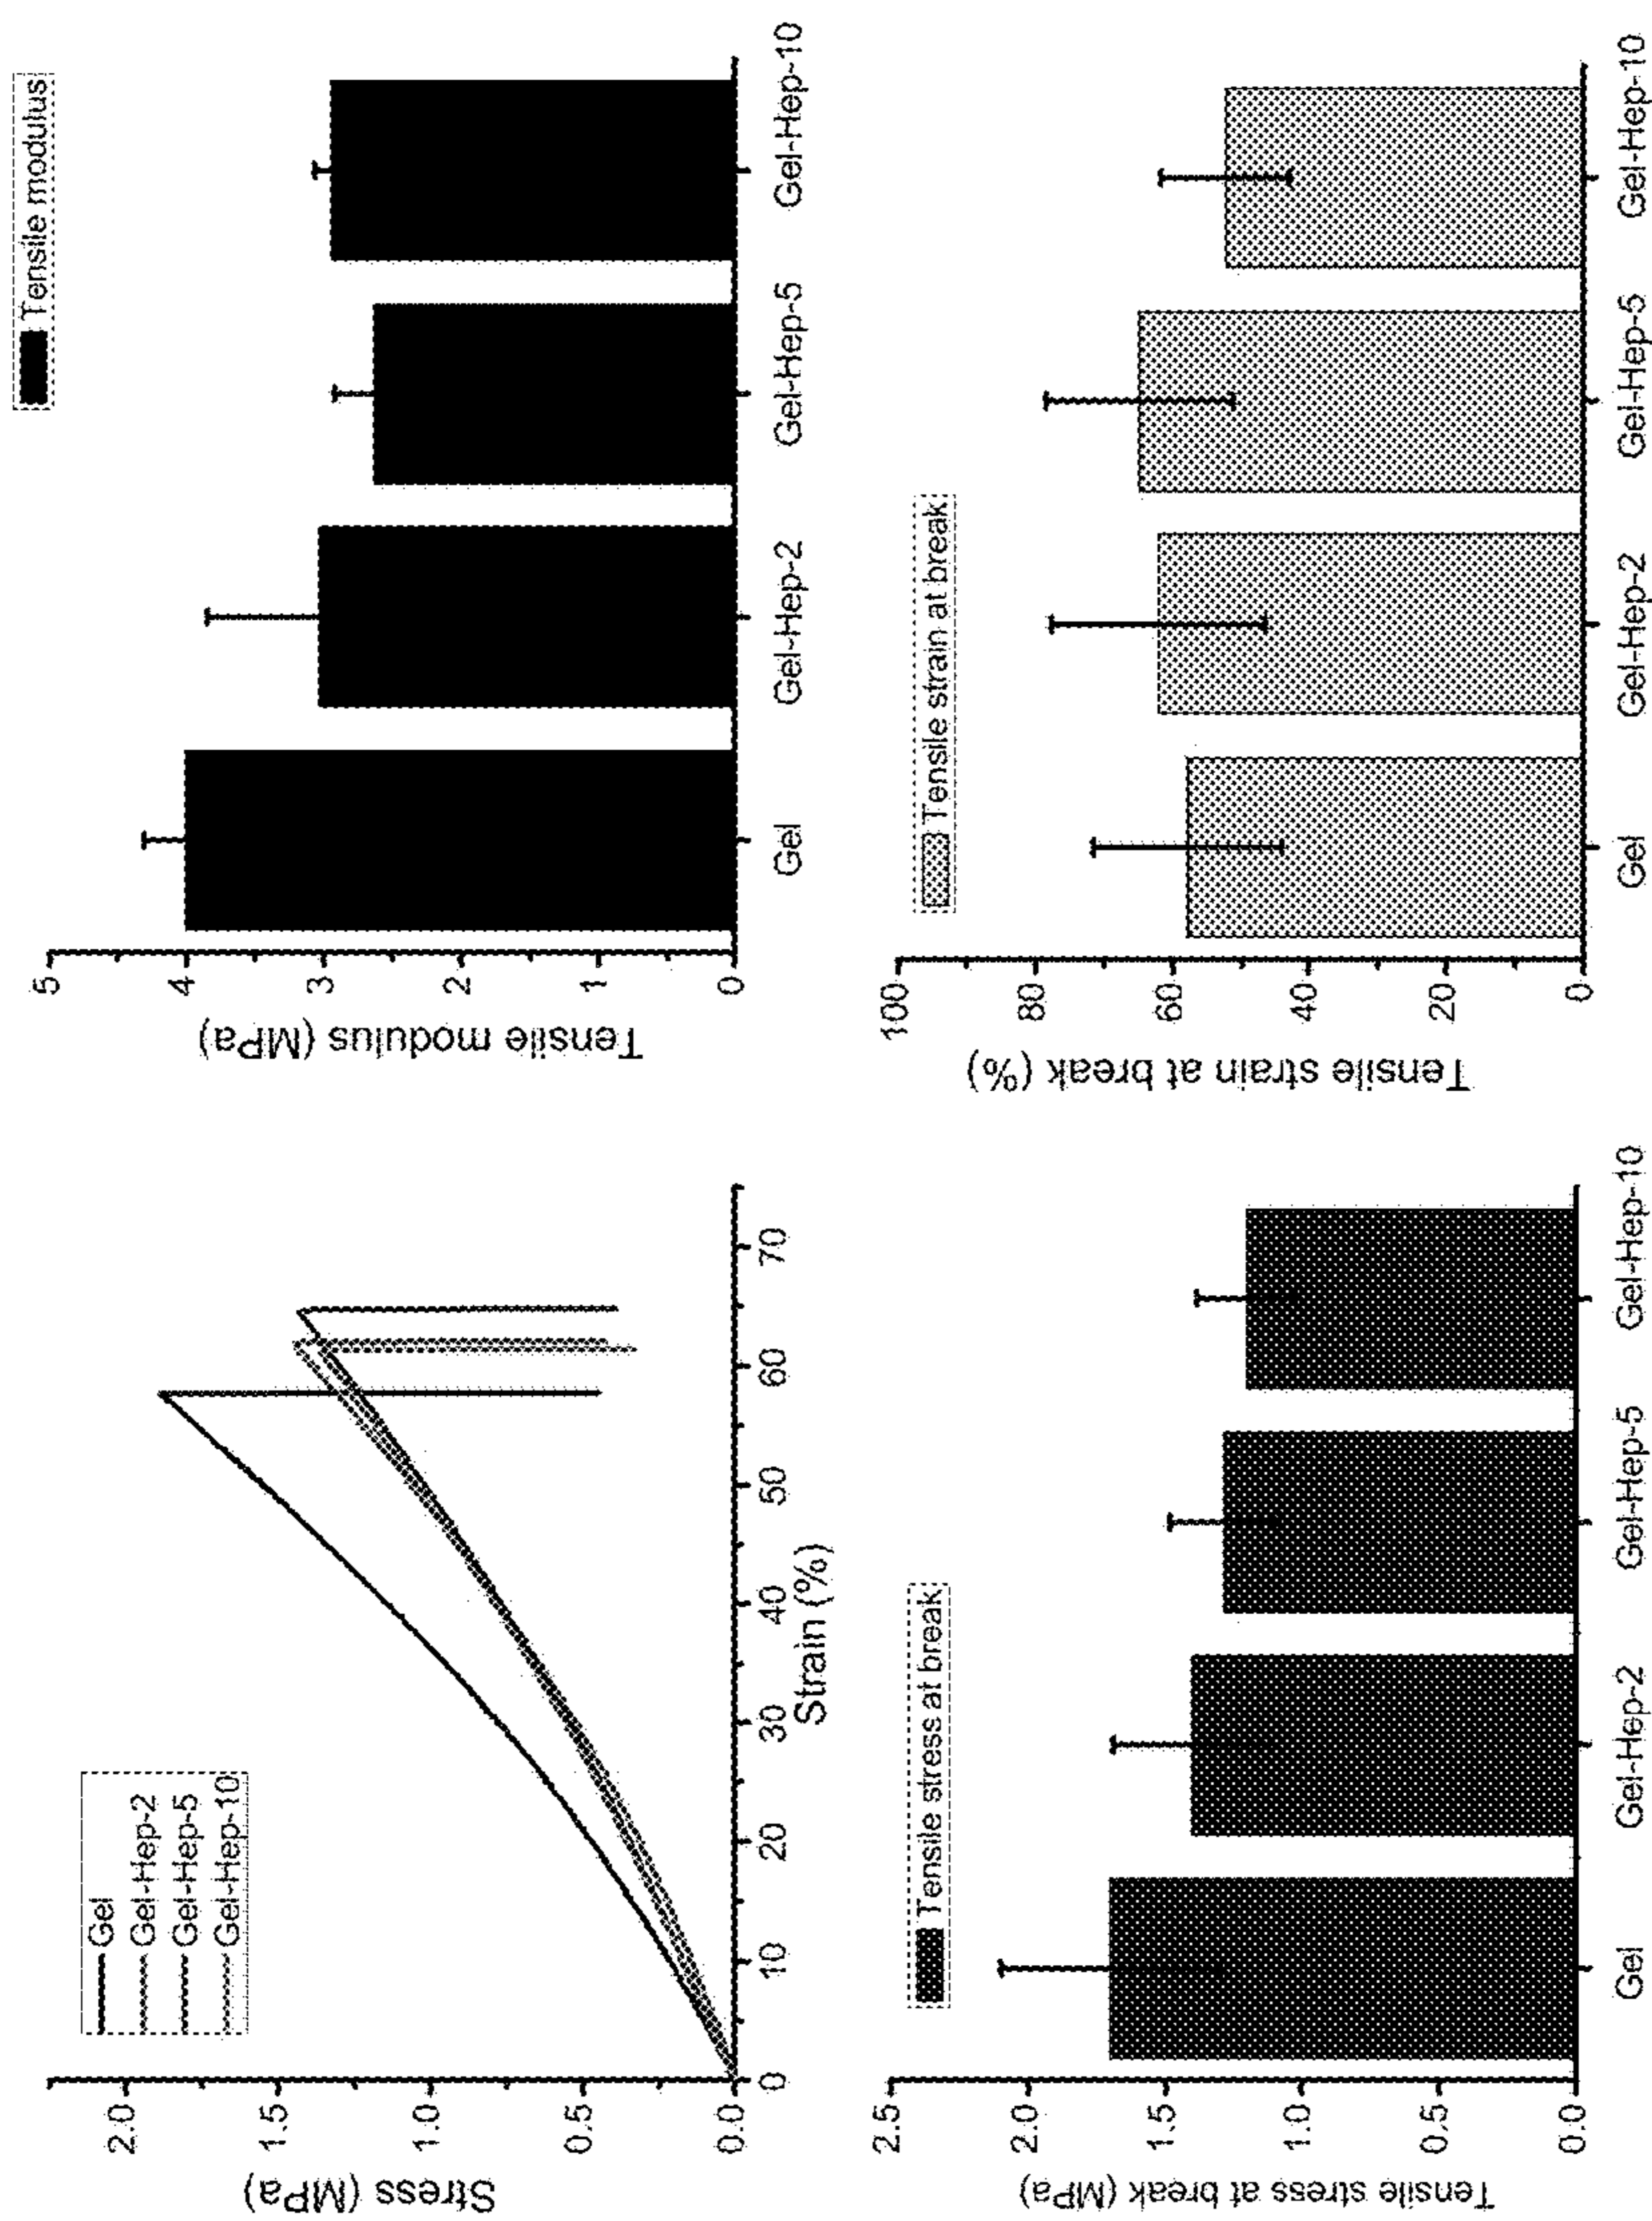 Gel
Gel-Hep-2
Gel-Hep-5
Gel-Hep-10
Stress (MPa)
2.0
1.5
1.0
0.5
0.0
0 10 20 30 40 50 60 70
Strain (%)
Tensile modulus
Tensile modulus (MPa)
5
4
3
2
1
0
Gel Gel-Hep-2 Gel-Hep-5 Gel-Hep-10
Tensile stress at break
Tensile stress at break (MPa)
2.5
2.0
1.5
1.0
0.5
0.0
Gel Gel-Hep-2 Gel-Hep-5 Gel-Hep-10
Tensile strain at break
Tensile strain at break (%)
100
80
60
40
20
0
Gel Gel-Hep-2 Gel-Hep-5 Gel-Hep-10